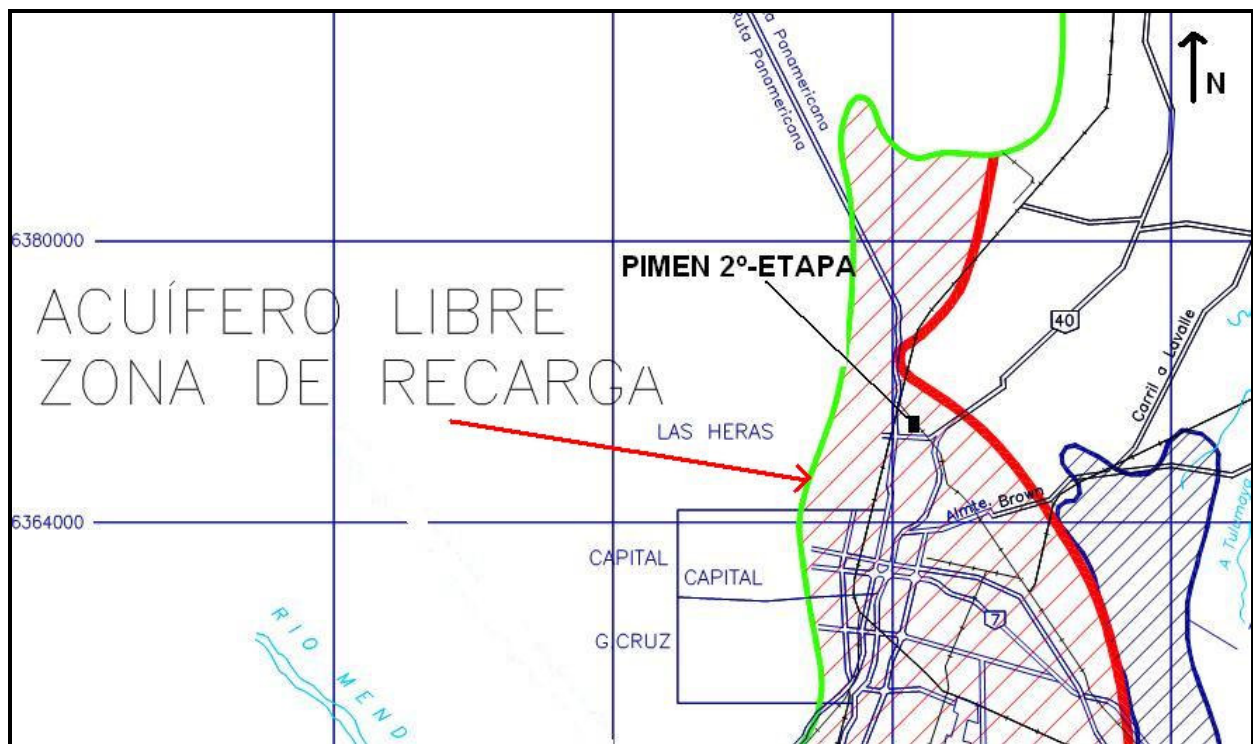 Ruta Panamericana
Ruta Panamericana
N
6380000
PIMEN 2º-ETAPA
ACUÍFERO LIBRE
ZONA DE RECARGA
40
Carril a Lavalle
LAS HERAS
6364000
Almte. Brown
A Tulumaya
CAPITAL
CAPITAL
7
G.CRUZ
RIO MEND